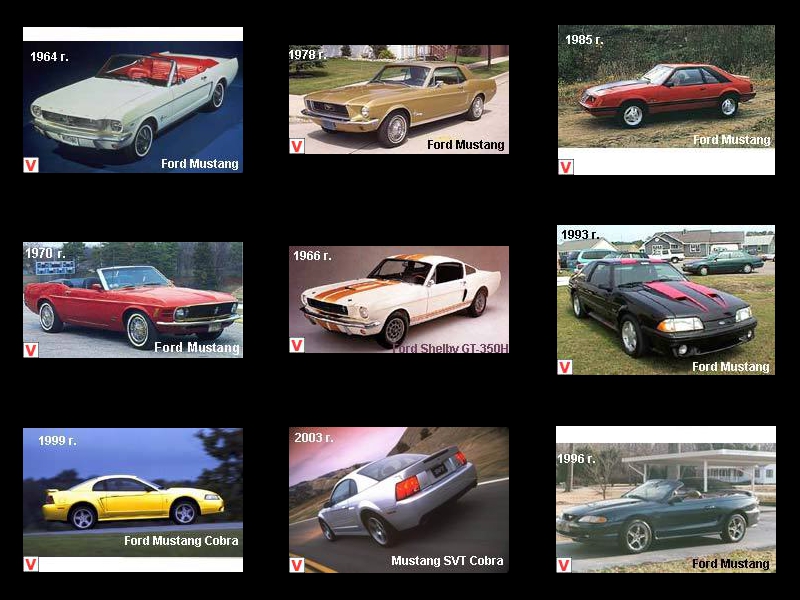 1964 г.
V
Ford Mustang
1978 г.
V
Ford Mustang
1985 г.
Ford Mustang
V
1970 г.
V
Ford Mustang
1966 г.
V
Ford Shelby GT-350H
1993 г.
V
Ford Mustang
1999 г.
Ford Mustang Cobra
V
2003 г.
Mustang SVT Cobra
V
1996 г.
V
Ford Mustang